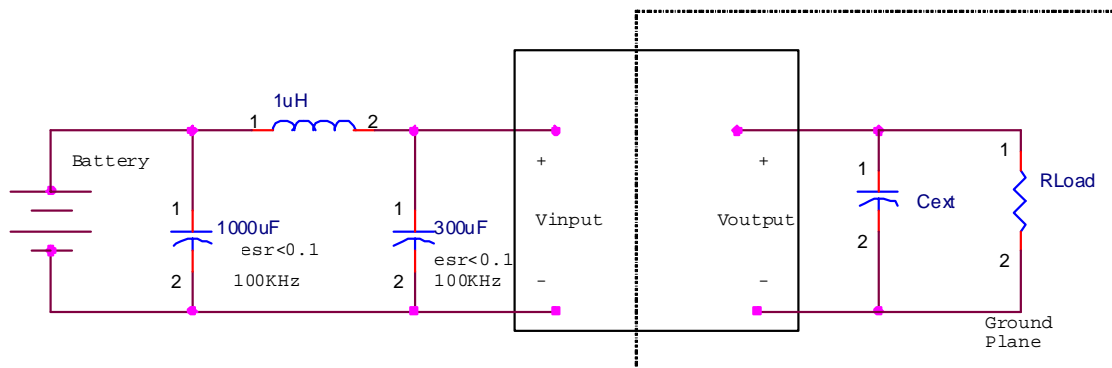 1uH
1
2
Battery
1
1000uF
esr<0.1
2
100KHz
1
300uF
esr<0.1
2
100KHz
+
Vinput
-
+
Voutput
-
1
Cext
2
1
RLoad
2
Ground
Plane